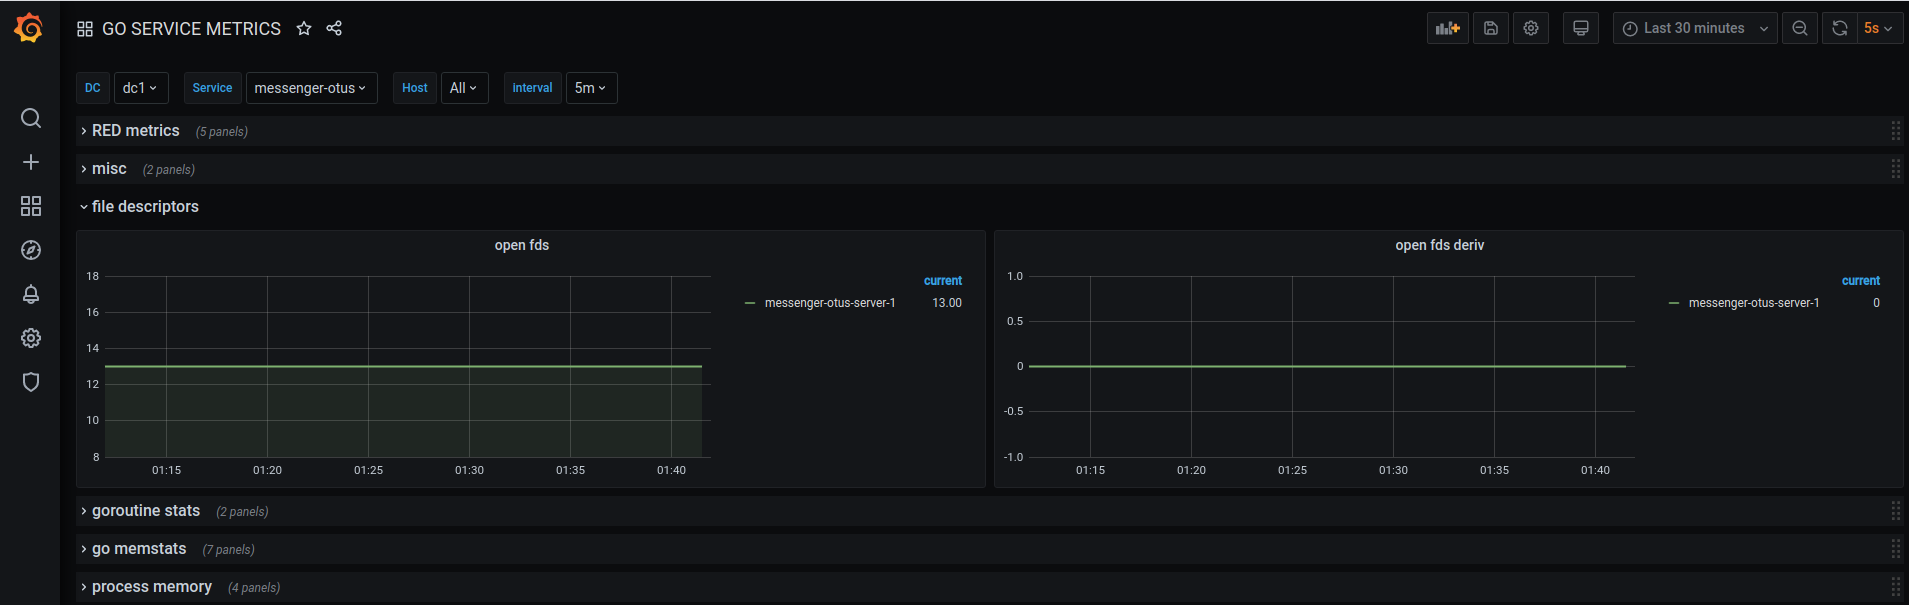 GO SERVICE METRICS
Last 30 minutes
5s
DC dc1 Service messenger-otus Host All interval 5m
RED metrics (5 panels)
misc (2 panels)
file descriptors
open fds
current
messenger-otus-server-1 13.00
18
16
14
12
10
8
01:15 01:20 01:25 01:30 01:35 01:40
open fds deriv
current
messenger-otus-server-1 0
1.0
0.5
0
-0.5
-1.0
01:15 01:20 01:25 01:30 01:35 01:40
goroutine stats (2 panels)
go memstats (7 panels)
process memory (4 panels)